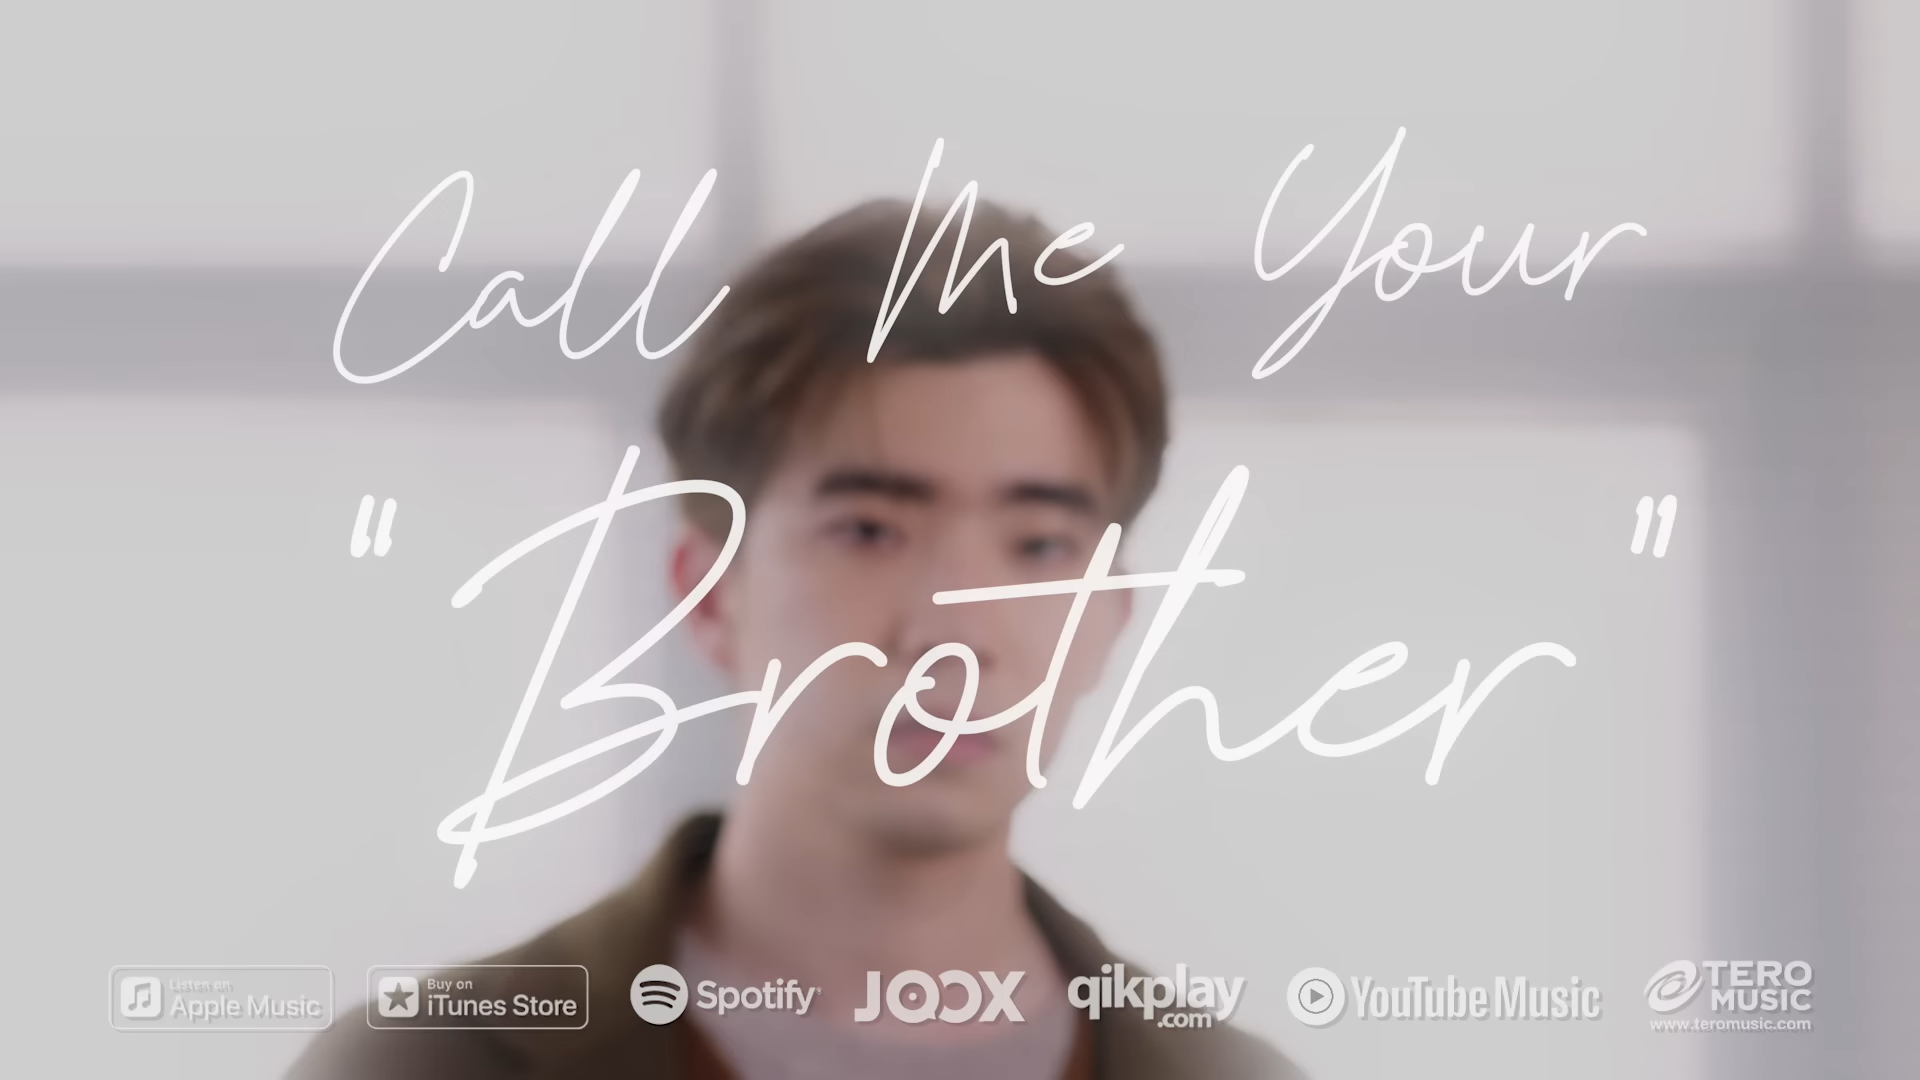 Call Me Your
"Brother"
Listen on
Apple Music
Buy on
iTunes Store
Spotify
JOOX
qikplay
.com
YouTube Music
TERO
MUSIC
www.teromusic.com